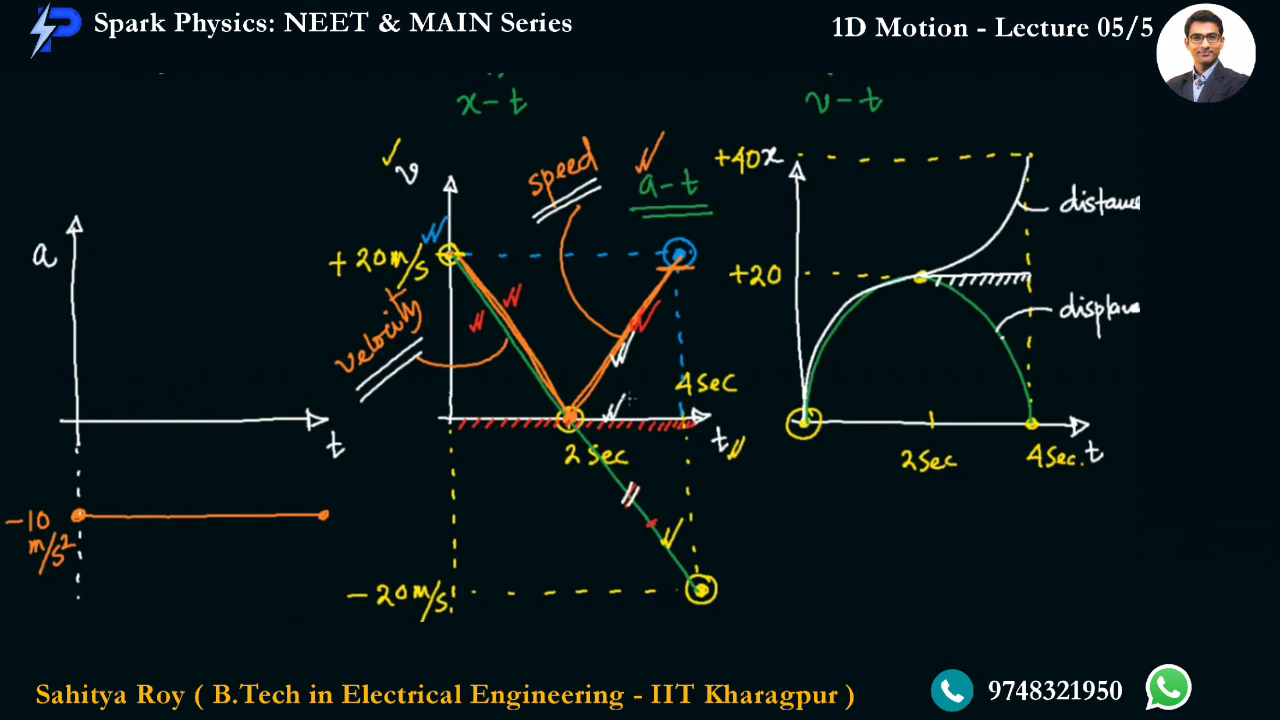 Spark Physics: NEET & MAIN Series
1D Motion - Lecture 05/5
x-t
v-t
a
t
-10
m/s²
v
speed
a-t
+20m/s
velocity
4sec
2sec
t
-20m/s
+40
x
distance
+20
displace
2sec
4sec.
t
Sahitya Roy ( B.Tech in Electrical Engineering - IIT Kharagpur )
9748321950